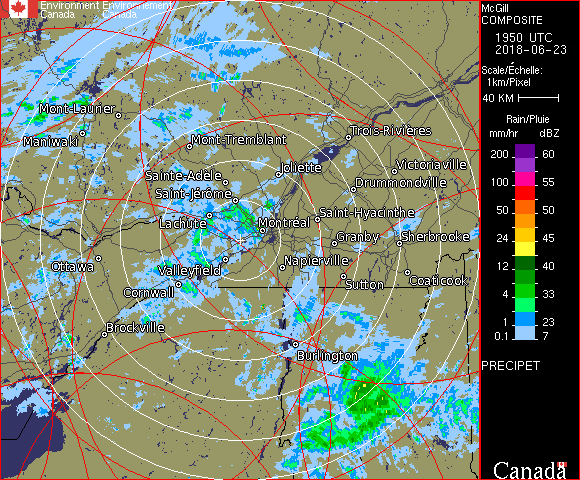 Environment Environnement
Canada Canada
McGill
COMPOSITE
1950 UTC
2018-06-23
Scale/Échelle:
1km/Pixel
40 KM
Rain/Pluie
mm/hr dBZ
200 60
100 55
50 50
24 45
12 40
4 33
1 23
0.1 7
PRECIPET
Canada
Mont-Laurier
Maniwaki
Mont-Tremblant
Trois-Rivières
Joliette
Victoriaville
Sainte-Adèle
Drummondville
Saint-Jérôme
Saint-Hyacinthe
Lachute
Montréal
Granby
Sherbrooke
Ottawa
Valleyfield
Napierville
Sutton
Coaticook
Cornwall
Brockville
Burlington